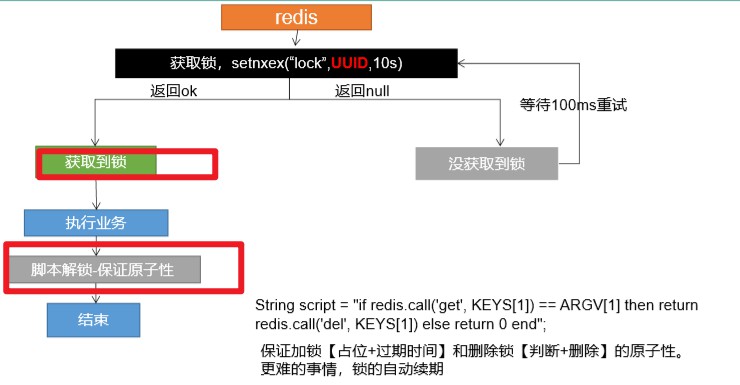 redis
获取锁，setnxex(“lock”,UUID,10s)
返回ok
返回null
等待100ms重试
获取到锁
没获取到锁
执行业务
脚本解锁-保证原子性
结束
String script = "if redis.call('get', KEYS[1]) == ARGV[1] then return
redis.call('del', KEYS[1]) else return 0 end";
保证加锁【占位+过期时间】和删除锁【判断+删除】的原子性。
更难的事情，锁的自动续期